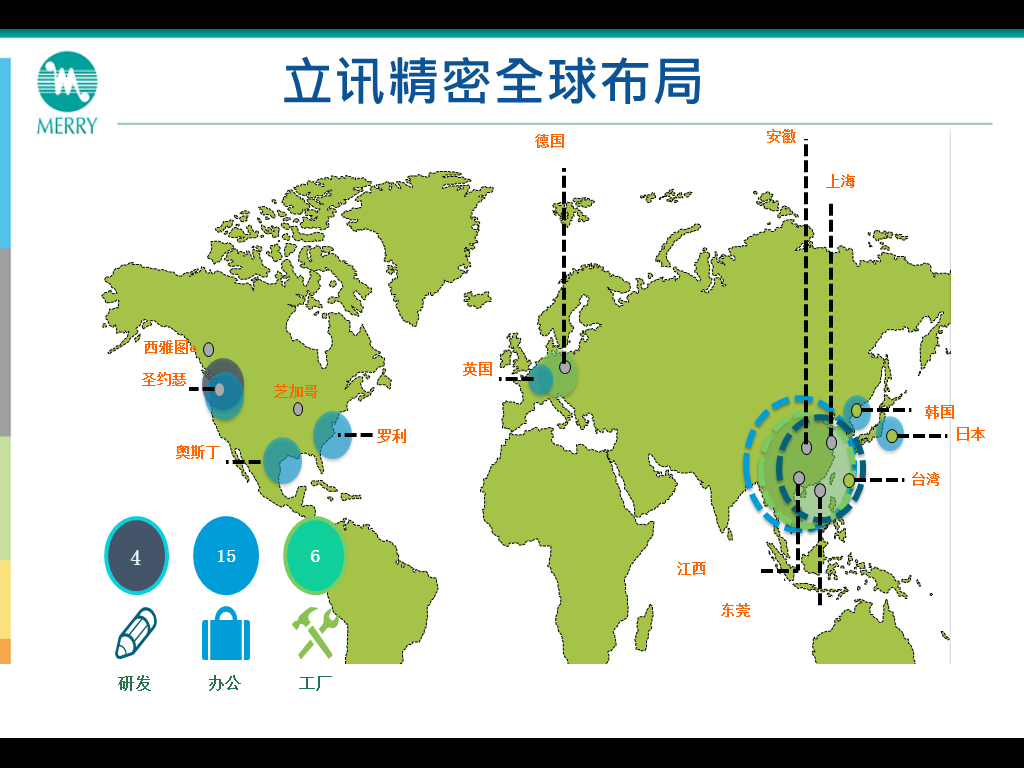 立讯精密全球布局
MERRY
德国
安徽
上海
西雅图
圣约瑟
芝加哥
英国
罗利
奥斯丁
韩国
日本
台湾
江西
东莞
4
15
6
研发
办公
工厂